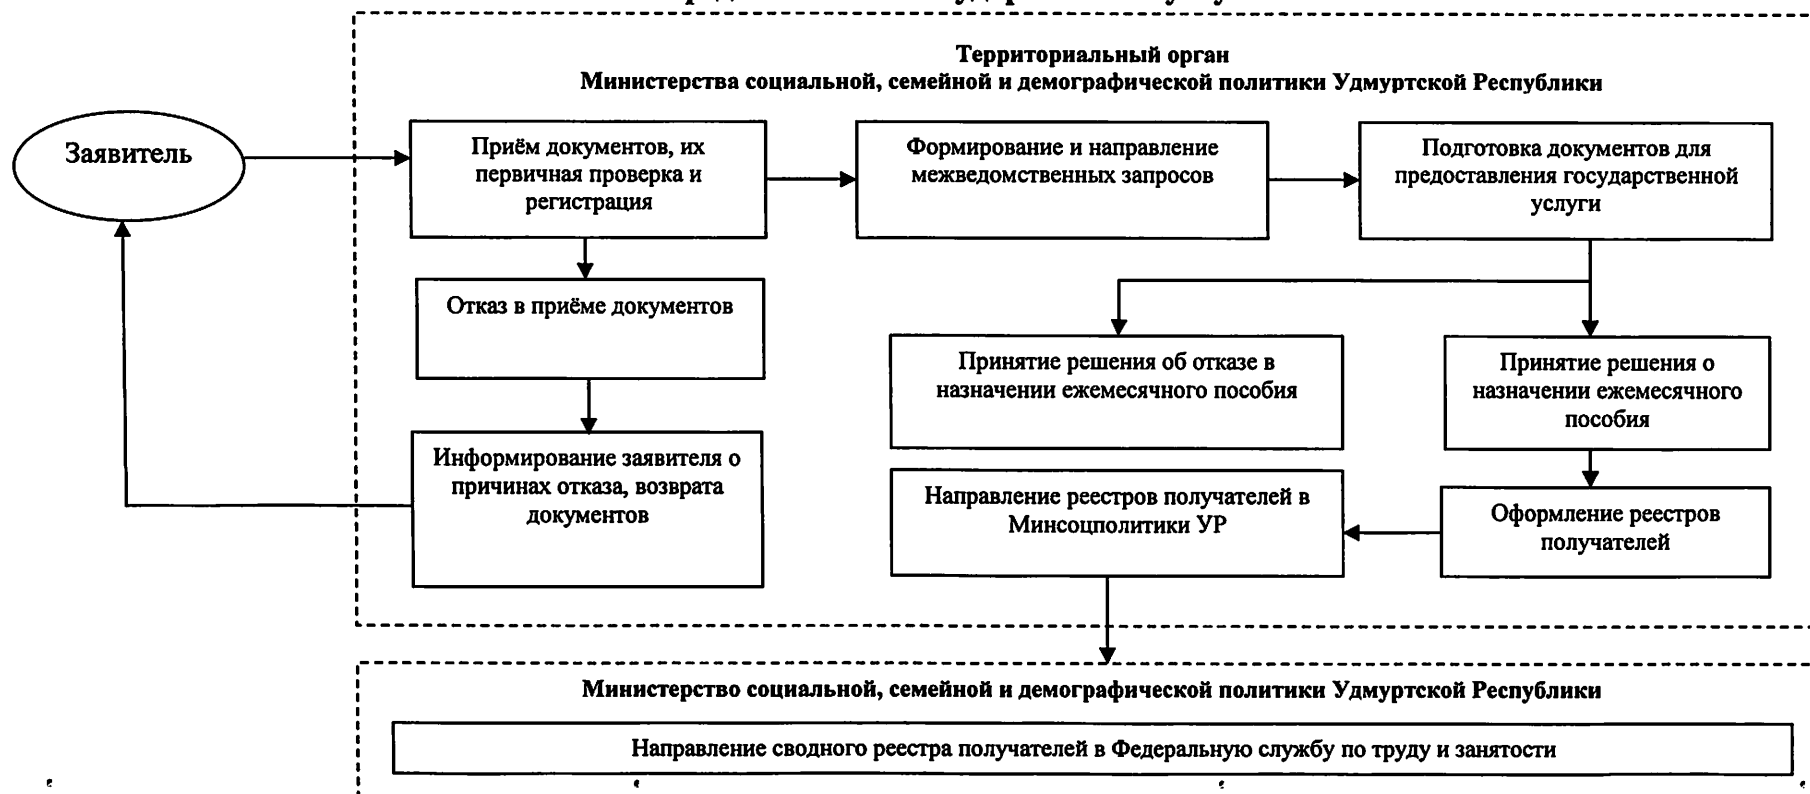 Территориальный орган
Министерства социальной, семейной и демографической политики Удмуртской Республики
Заявитель
Приём документов, их
первичная проверка и
регистрация
Формирование и направление
межведомственных запросов
Подготовка документов для
предоставления государственной
услуги
Отказ в приёме документов
Принятие решения об отказе в
назначении ежемесячного пособия
Принятие решения о
назначении ежемесячного
пособия
Информирование заявителя о
причинах отказа, возврата
документов
Направление реестров получателей в
Минсоцполитики УР
Оформление реестров
получателей
Министерство социальной, семейной и демографической политики Удмуртской Республики
Направление сводного реестра получателей в Федеральную службу по труду и занятости